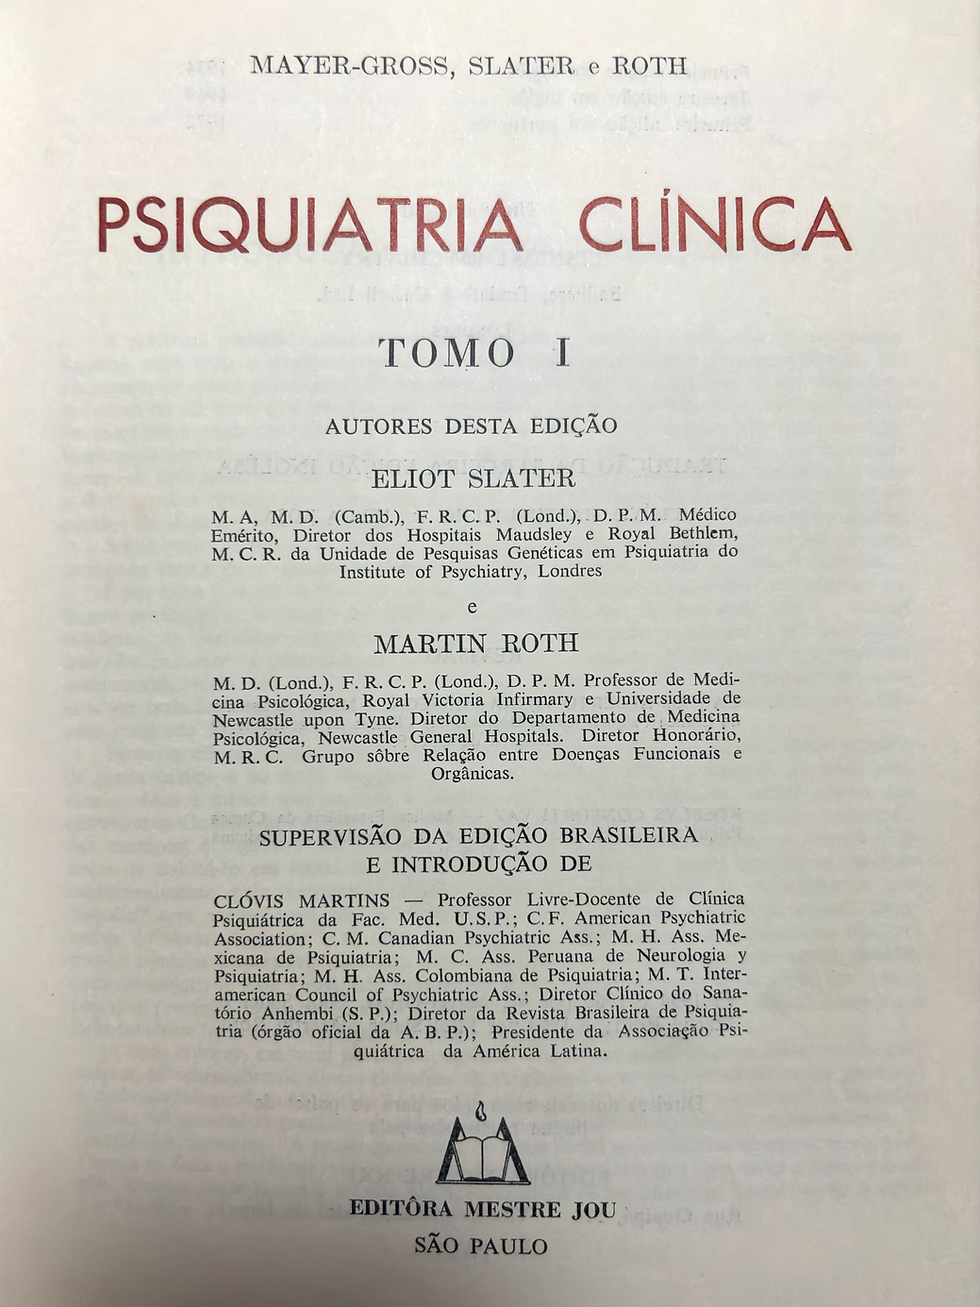 MAYER-GROSS, SLATER e ROTH
PSIQUIATRIA CLÍNICA
TOMO I
AUTORES DESTA EDIÇÃO
ELIOT SLATER
M. A, M. D. (Camb.), F. R. C. P. (Lond.), D. P. M. Médico
Emérito, Diretor dos Hospitais Maudsley e Royal Bethlem,
M. C. R. da Unidade de Pesquisas Genéticas em Psiquiatria do
Institute of Psychiatry, Londres
e
MARTIN ROTH
M. D. (Lond.), F. R. C. P. (Lond.), D. P. M. Professor de Medi-
cina Psicológica, Royal Victoria Infirmary e Universidade de
Newcastle upon Tyne. Diretor do Departamento de Medicina
Psicológica, Newcastle General Hospitals. Diretor Honorário,
M. R. C. Grupo sôbre Relação entre Doenças Funcionais e
Orgânicas.
SUPERVISÃO DA EDIÇÃO BRASILEIRA
E INTRODUÇÃO DE
CLÓVIS MARTINS — Professor Livre-Docente de Clínica
Psiquiátrica da Fac. Med. U.S.P.; C.F. American Psychiatric
Association; C. M. Canadian Psychiatric Ass.; M. H. Ass. Me-
xicana de Psiquiatria; M. C. Ass. Peruana de Neurologia y
Psiquiatria; M. H. Ass. Colombiana de Psiquiatria; M. T. Inter-
american Council of Psychiatric Ass.; Diretor Clínico do Sana-
tório Anhembi (S. P.); Diretor da Revista Brasileira de Psiquia-
tria (órgão oficial da A. B. P.); Presidente da Associação Psi-
quiátrica da América Latina.
EDITÔRA MESTRE JOU
SÃO PAULO